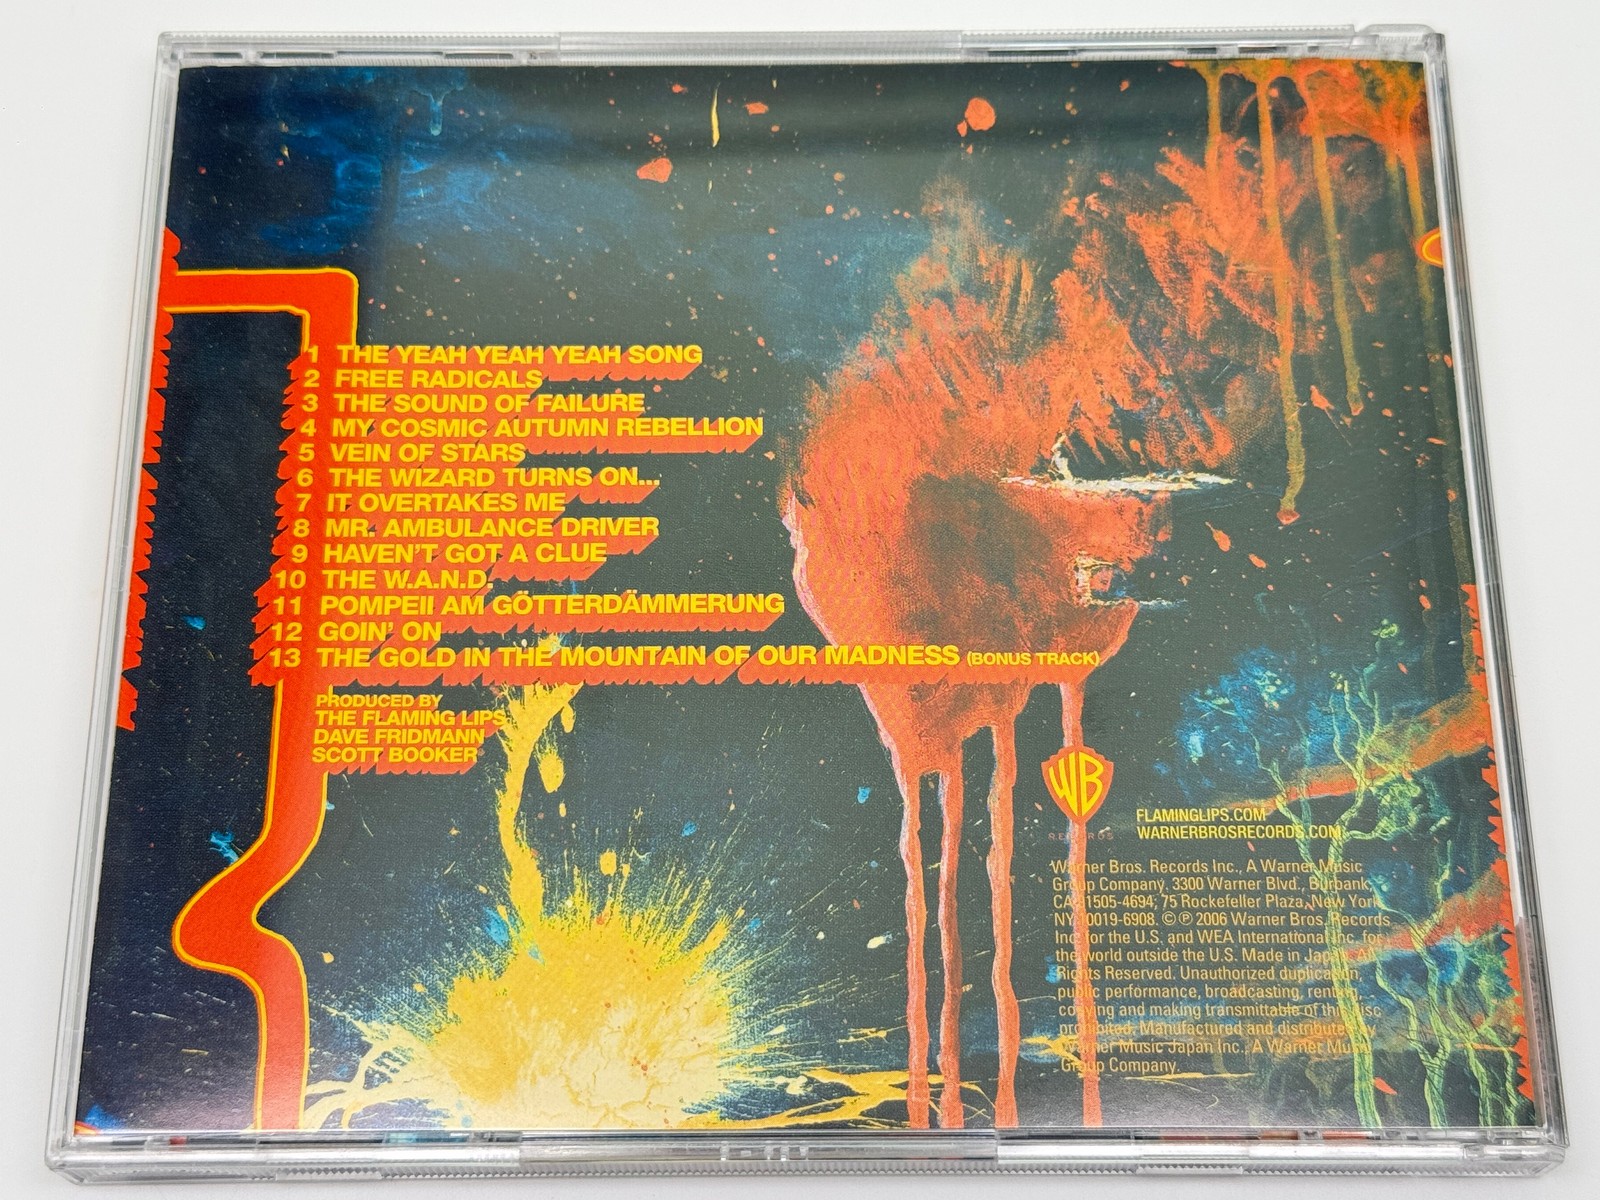 1 THE YEAH YEAH YEAH SONG
2 FREE RADICALS
3 THE SOUND OF FAILURE
4 MY COSMIC AUTUMN REBELLION
5 VEIN OF STARS
6 THE WIZARD TURNS ON...
7 IT OVERTAKES ME
8 MR. AMBULANCE DRIVER
9 HAVEN'T GOT A CLUE
10 THE W.A.N.D.
11 POMPEII AM GÖTTERDÄMMERUNG
12 GOIN' ON
13 THE GOLD IN THE MOUNTAIN OF OUR MADNESS (BONUS TRACK)
PRODUCED BY
THE FLAMING LIPS
DAVE FRIDMANN
SCOTT BOOKER
WB
RECORDS
FLAMINGLIPS.COM
WARNERBROSRECORDS.COM
Warner Bros. Records Inc., A Warner Music
Group Company, 3300 Warner Blvd., Burbank,
CA 91505-4694, 75 Rockefeller Plaza, New York,
NY 10019-6908. © ℗ 2006 Warner Bros. Records
Inc. for the U.S. and WEA International Inc. for
the world outside the U.S. Made in Japan. All
Rights Reserved. Unauthorized duplication,
public performance, broadcasting, renting,
copying and making transmittable of this disc
prohibited. Manufactured and distributed by
Warner Music Japan Inc., A Warner Music
Group Company.